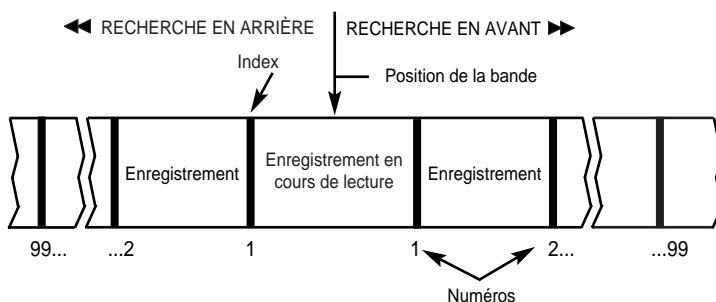 ◀◀ RECHERCHE EN ARRIÈRE
RECHERCHE EN AVANT ▶▶
Index
Position de la bande
Enregistrement
Enregistrement en
cours de lecture
Enregistrement
99... ...2 1 1 2... ...99
Numéros